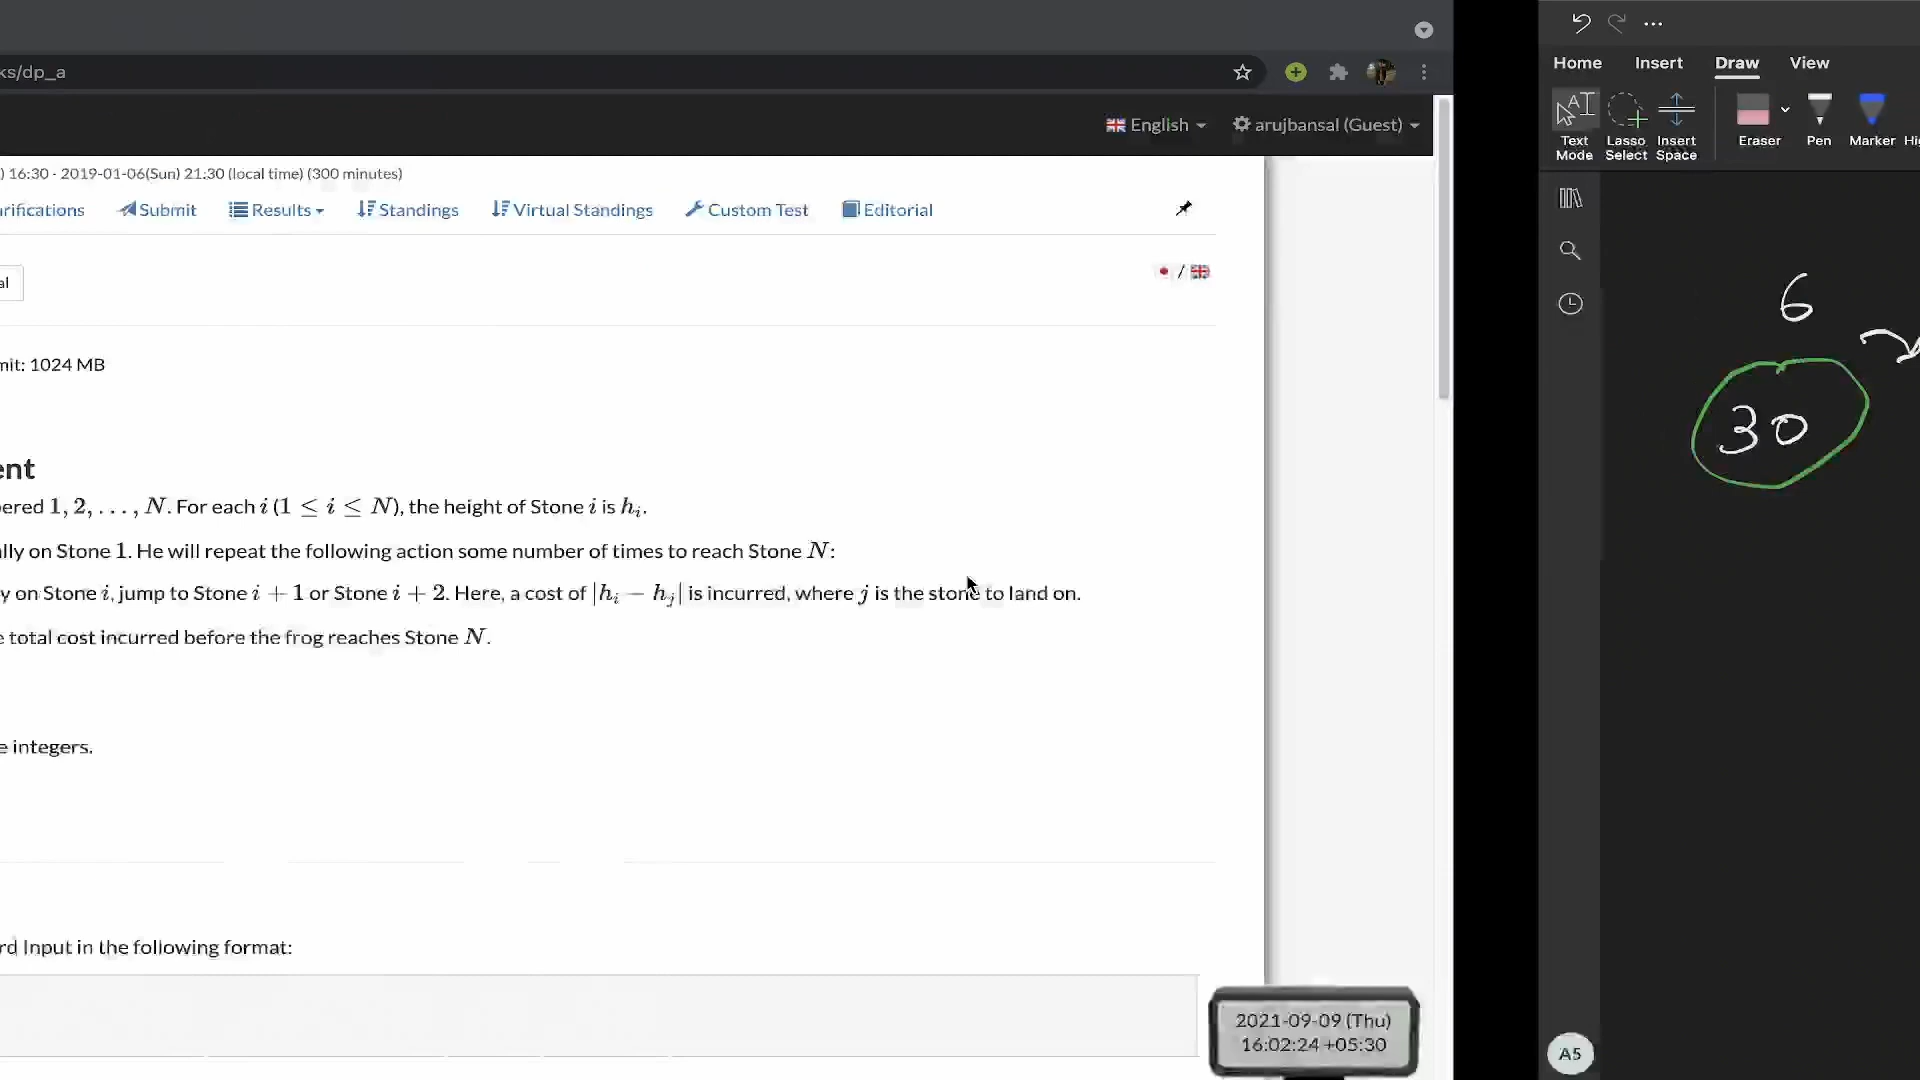 ks/dp_a
English
arujbansal (Guest)
) 16:30 - 2019-01-06(Sun) 21:30 (local time) (300 minutes)
arifications Submit Results Standings Virtual Standings Custom Test Editorial
al
/
mit: 1024 MB
ent
ered 1, 2, . . . , N. For each i (1 ≤ i ≤ N), the height of Stone i is hᵢ.
lly on Stone 1. He will repeat the following action some number of times to reach Stone N:
y on Stone i, jump to Stone i + 1 or Stone i + 2. Here, a cost of |hᵢ − hⱼ| is incurred, where j is the stone to land on.
e total cost incurred before the frog reaches Stone N.
e integers.
rd Input in the following format:
2021-09-09 (Thu)
16:02:24 +05:30
Home Insert Draw View
Text Mode Lasso Select Insert Space Eraser Pen Marker Hi
6
30
A5